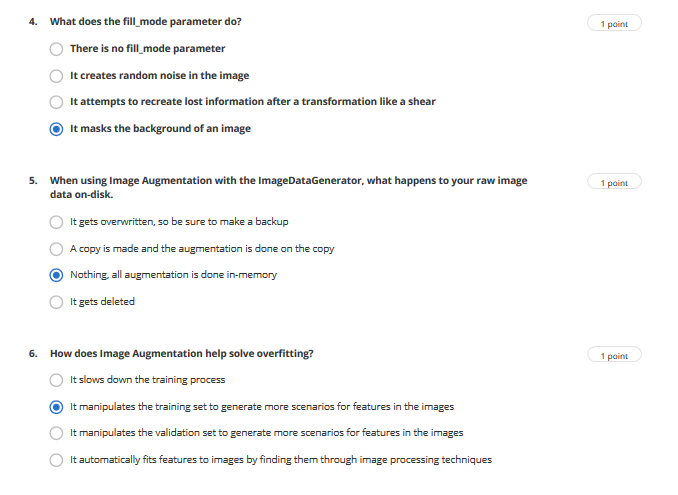 4. What does the fill_mode parameter do?
1 point
There is no fill_mode parameter
It creates random noise in the image
It attempts to recreate lost information after a transformation like a shear
It masks the background of an image
5. When using Image Augmentation with the ImageDataGenerator, what happens to your raw image
data on-disk.
1 point
It gets overwritten, so be sure to make a backup
A copy is made and the augmentation is done on the copy
Nothing, all augmentation is done in-memory
It gets deleted
6. How does Image Augmentation help solve overfitting?
1 point
It slows down the training process
It manipulates the training set to generate more scenarios for features in the images
It manipulates the validation set to generate more scenarios for features in the images
It automatically fits features to images by finding them through image processing techniques